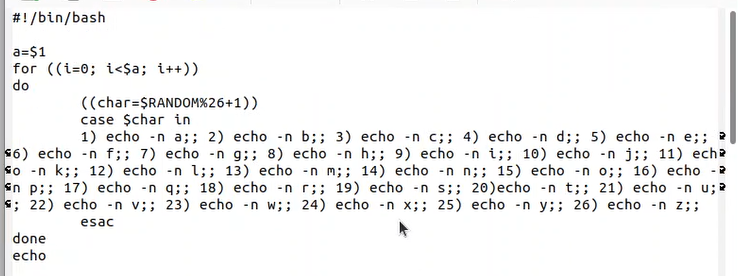 #!/bin/bash
a=$1
for ((i=0; i<$a; i++))
do
((char=$RANDOM%26+1))
case $char in
1) echo -n a;; 2) echo -n b;; 3) echo -n c;; 4) echo -n d;; 5) echo -n e;;
6) echo -n f;; 7) echo -n g;; 8) echo -n h;; 9) echo -n i;; 10) echo -n j;; 11) ech
o -n k;; 12) echo -n l;; 13) echo -n m;; 14) echo -n n;; 15) echo -n o;; 16) echo -
n p;; 17) echo -n q;; 18) echo -n r;; 19) echo -n s;; 20)echo -n t;; 21) echo -n u;
; 22) echo -n v;; 23) echo -n w;; 24) echo -n x;; 25) echo -n y;; 26) echo -n z;;
esac
done
echo